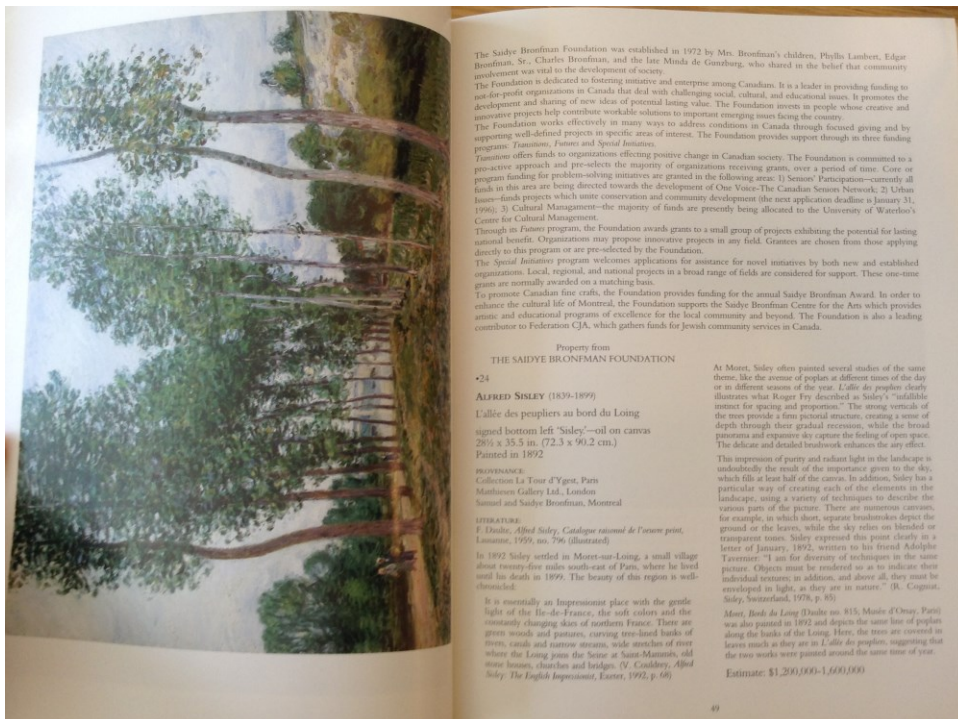 The Saidye Bronfman Foundation was established in 1972 by Mrs. Bronfman's children, Phyllis Lambert, Edgar
Bronfman, Sr., Charles Bronfman, and the late Minda de Gunzburg, who shared in the belief that community
involvement was vital to the development of society.
The Foundation is dedicated to fostering initiative and enterprise among Canadians. It is a leader in providing funding to
not-for-profit organizations in Canada that deal with challenging social, cultural, and educational issues. It promotes the
development and sharing of new ideas of potential lasting value. The Foundation invests in people whose creative and
innovative projects help contribute workable solutions to important emerging issues facing the country.
The Foundation works effectively in many ways to address conditions in Canada through focused giving and by
supporting well-defined projects in specific areas of interest. The Foundation provides support through its three funding
programs: Transitions, Futures and Special Initiatives.
Transitions offers funds to organizations effecting positive change in Canadian society. The Foundation is committed to a
pro-active approach and pre-selects the majority of organizations receiving grants, over a period of time. Core or
program funding for problem-solving initiatives are granted in the following areas: 1) Seniors' Participation—currently all
funds in this area are being directed towards the development of One Voice-The Canadian Seniors Network; 2) Urban
Issues—funds projects which unite conservation and community development (the next application deadline is January 31,
1996); 3) Cultural Managament—the majority of funds are presently being allocated to the University of Waterloo's
Centre for Cultural Management.
Through its Futures program, the Foundation awards grants to a small group of projects exhibiting the potential for lasting
national benefit. Organizations may propose innovative projects in any field. Grantees are chosen from those applying
directly to this program or are pre-selected by the Foundation.
The Special Initiatives program welcomes applications for assistance for novel initiatives by both new and established
organizations. Local, regional, and national projects in a broad range of fields are considered for support. These one-time
grants are normally awarded on a matching basis.
To promote Canadian fine crafts, the Foundation provides funding for the annual Saidye Bronfman Award. In order to
enhance the cultural life of Montreal, the Foundation supports the Saidye Bronfman Centre for the Arts which provides
artistic and educational programs of excellence for the local community and beyond. The Foundation is also a leading
contributor to Federation CJA, which gathers funds for Jewish community services in Canada.
Property from
THE SAIDYE BRONFMAN FOUNDATION
•24
ALFRED SISLEY (1839-1899)
L'allée des peupliers au bord du Loing
signed bottom left 'Sisley.'—oil on canvas
28½ x 35.5 in. (72.3 x 90.2 cm.)
Painted in 1892
PROVENANCE:
Collection La Tour d'Ygest, Paris
Matthiesen Gallery Ltd., London
Samuel and Saidye Bronfman, Montreal
LITERATURE:
F. Daulte, Alfred Sisley, Catalogue raisonné de l'oeuvre peint,
Lausanne, 1959, no. 796 (illustrated)
In 1892 Sisley settled in Moret-sur-Loing, a small village
about twenty-five miles south-east of Paris, where he lived
until his death in 1899. The beauty of this region is well-
chronicled:
It is essentially an Impressionist place with the gentle
light of the Ile-de-France, the soft colors and the
constantly changing skies of northern France. There are
green woods and pastures, curving tree-lined banks of
rivers, canals and narrow streams, wide stretches of river
where the Loing joins the Seine at Saint-Mammès, old
stone houses, churches and bridges. (V. Couldrey, Alfred
Sisley: The English Impressionist, Exeter, 1992, p. 68)
At Moret, Sisley often painted several studies of the same
theme, like the avenue of poplars at different times of the day
or in different seasons of the year. L'allée des peupliers clearly
illustrates what Roger Fry described as Sisley's "infallible
instinct for spacing and proportion." The strong verticals of
the trees provide a firm pictorial structure, creating a sense of
depth through their gradual recession, while the broad
panorama and expansive sky capture the feeling of open space.
The delicate and detailed brushwork enhances the airy effect.
This impression of purity and radiant light in the landscape is
undoubtedly the result of the importance given to the sky,
which fills at least half of the canvas. In addition, Sisley has a
particular way of creating each of the elements in the
landscape, using a variety of techniques to describe the
various parts of the picture. There are numerous canvases,
for example, in which short, separate brushstrokes depict the
ground or the leaves, while the sky relies on blended or
transparent tones. Sisley expressed this point clearly in a
letter of January, 1892, written to his friend Adolphe
Tavernier: "I am for diversity of techniques in the same
picture. Objects must be rendered so as to indicate their
individual textures; in addition, and above all, they must be
enveloped in light, as they are in nature." (R. Cogniat,
Sisley, Switzerland, 1978, p. 85)
Moret, Bords du Loing (Daulte no. 815; Musée d'Orsay, Paris)
was also painted in 1892 and depicts the same line of poplars
along the banks of the Loing. Here, the trees are covered in
leaves much as they are in L'allée des peupliers, suggesting that
the two works were painted around the same time of year.
Estimate: $1,200,000-1,600,000
49